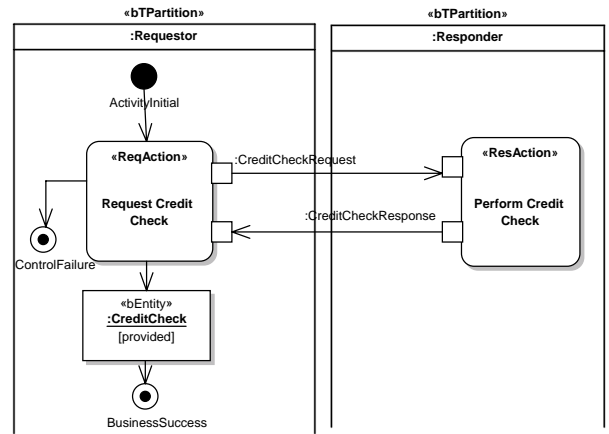 «bTPartition»
:Requestor
«bTPartition»
:Responder
ActivityInitial
«ReqAction»
Request Credit
Check
:CreditCheckRequest
«ResAction»
Perform Credit
Check
:CreditCheckResponse
ControlFailure
«bEntity»
:CreditCheck
[provided]
BusinessSuccess